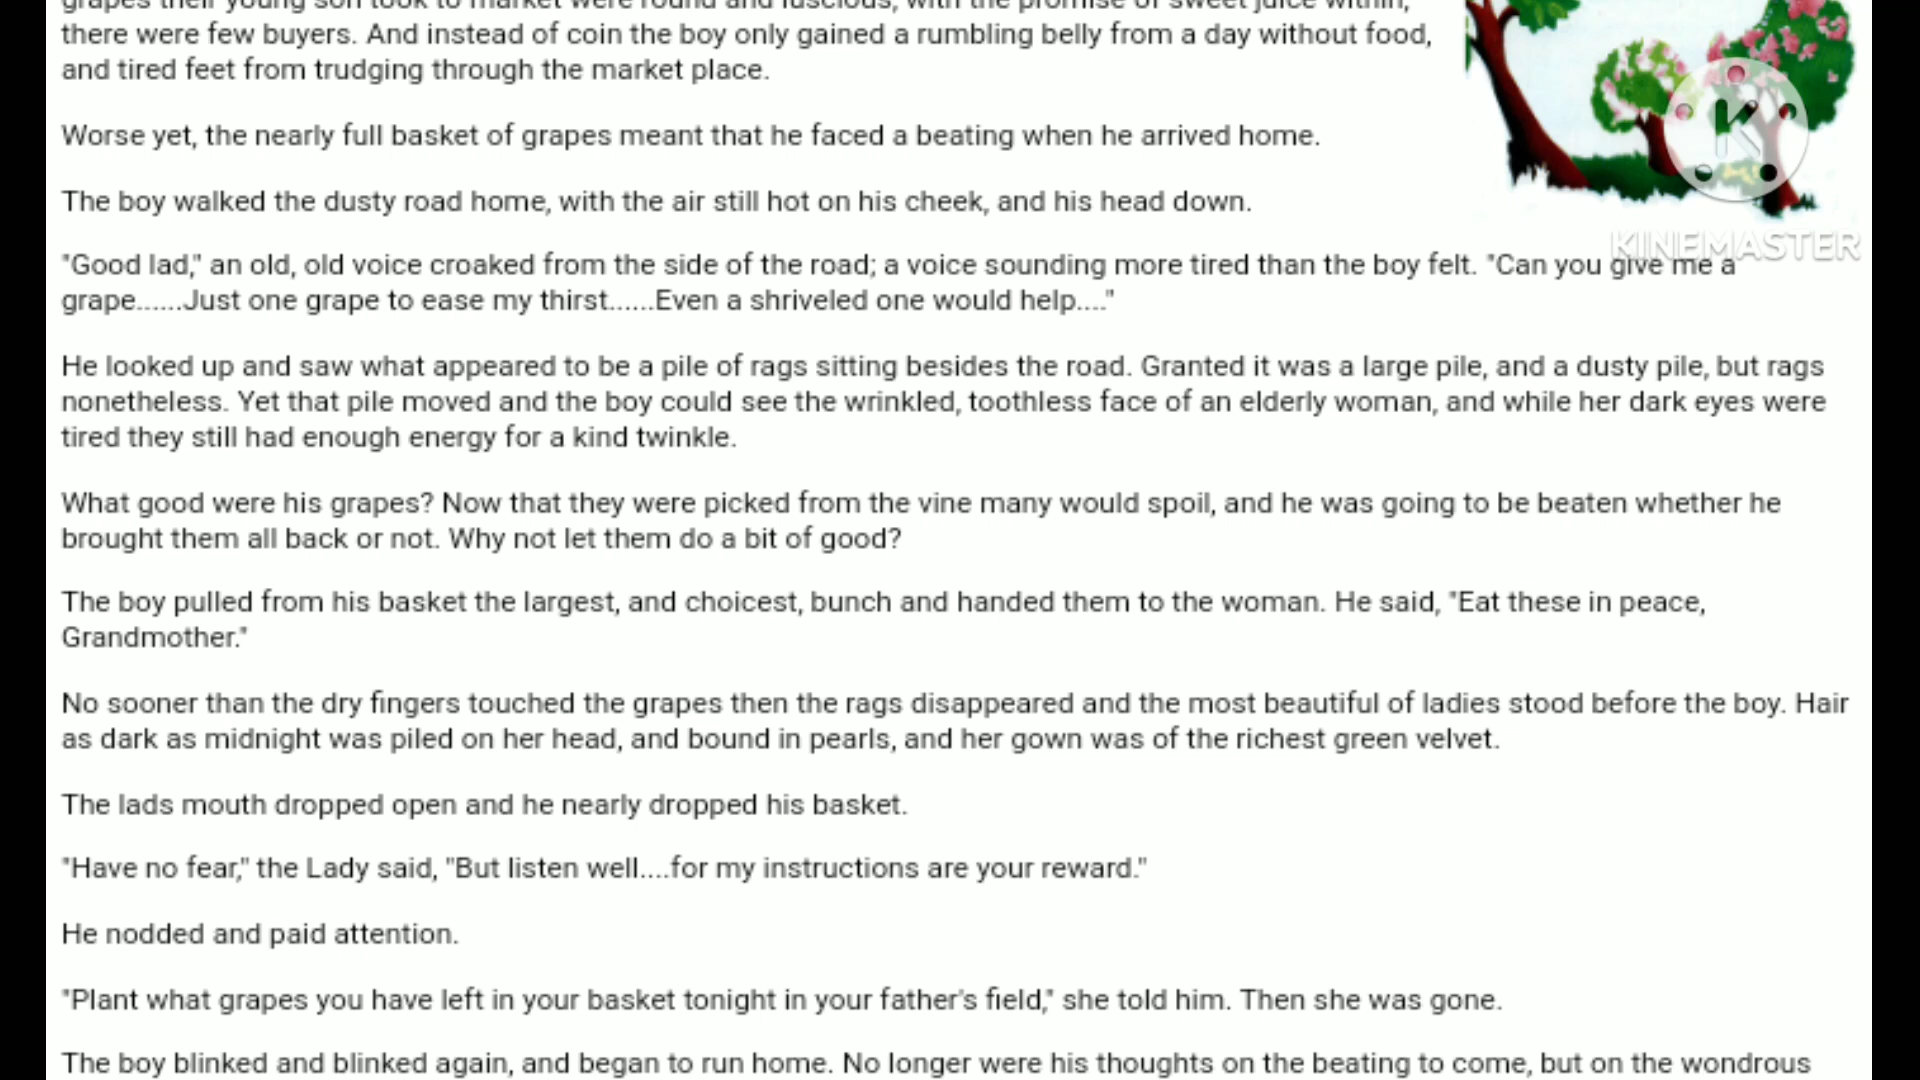 grapes their young son took to market were round and luscious, with the promise of sweet juice within,
there were few buyers. And instead of coin the boy only gained a rumbling belly from a day without food,
and tired feet from trudging through the market place.
Worse yet, the nearly full basket of grapes meant that he faced a beating when he arrived home.
The boy walked the dusty road home, with the air still hot on his cheek, and his head down.
KINEMASTER
"Good lad," an old, old voice croaked from the side of the road; a voice sounding more tired than the boy felt. "Can you give me a
grape......Just one grape to ease my thirst......Even a shriveled one would help...."
He looked up and saw what appeared to be a pile of rags sitting besides the road. Granted it was a large pile, and a dusty pile, but rags
nonetheless. Yet that pile moved and the boy could see the wrinkled, toothless face of an elderly woman, and while her dark eyes were
tired they still had enough energy for a kind twinkle.
What good were his grapes? Now that they were picked from the vine many would spoil, and he was going to be beaten whether he
brought them all back or not. Why not let them do a bit of good?
The boy pulled from his basket the largest, and choicest, bunch and handed them to the woman. He said, "Eat these in peace,
Grandmother."
No sooner than the dry fingers touched the grapes then the rags disappeared and the most beautiful of ladies stood before the boy. Hair
as dark as midnight was piled on her head, and bound in pearls, and her gown was of the richest green velvet.
The lads mouth dropped open and he nearly dropped his basket.
"Have no fear," the Lady said, "But listen well....for my instructions are your reward."
He nodded and paid attention.
"Plant what grapes you have left in your basket tonight in your father's field," she told him. Then she was gone.
The boy blinked and blinked again, and began to run home. No longer were his thoughts on the beating to come, but on the wondrous